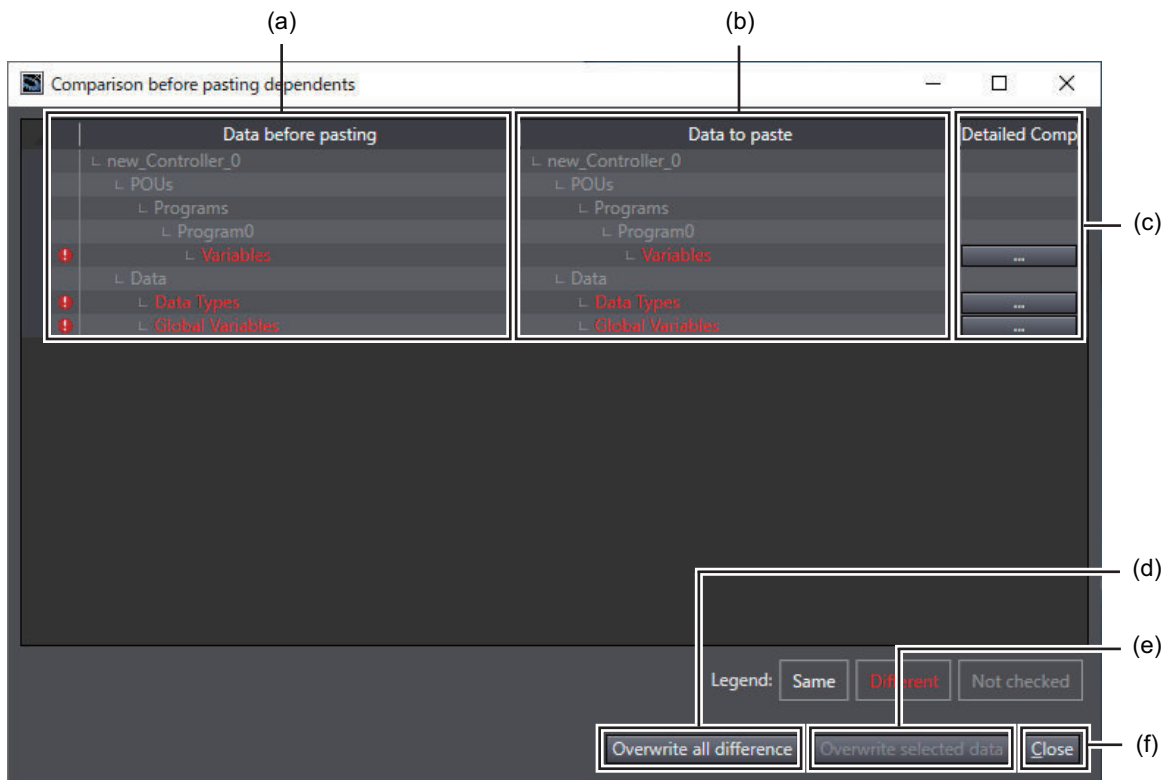 (a) (b)
Comparison before pasting dependents
Data before pasting Data to paste Detailed Comp
new_Controller_0 new_Controller_0
POUs POUs
Programs Programs
(c)
Program0 Program0
Variables Variables ...
Data Data
Data Types Data Types ...
Global Variables Global Variables ...
(d)
(e)
Legend: Same Different Not checked
Overwrite all difference Overwrite selected data Close (f)